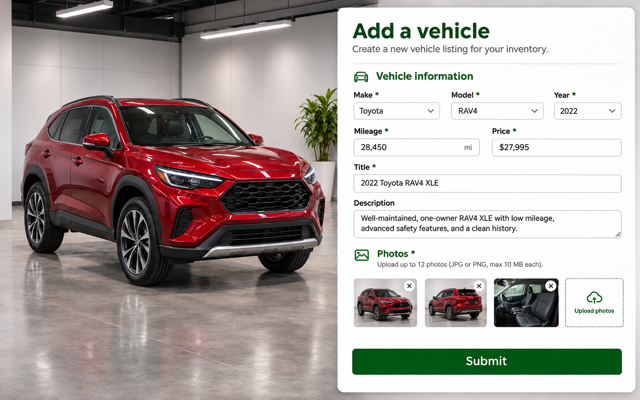 Add a vehicle
Create a new vehicle listing for your inventory.
Vehicle information
Make *
Model *
Year *
Toyota
RAV4
2022
Mileage *
Price *
28,450 mi
$27,995
Title *
2022 Toyota RAV4 XLE
Description
Well-maintained, one-owner RAV4 XLE with low mileage,
advanced safety features, and a clean history.
Photos *
Upload up to 12 photos (JPG or PNG, max 10 MB each).
Upload photos
Submit